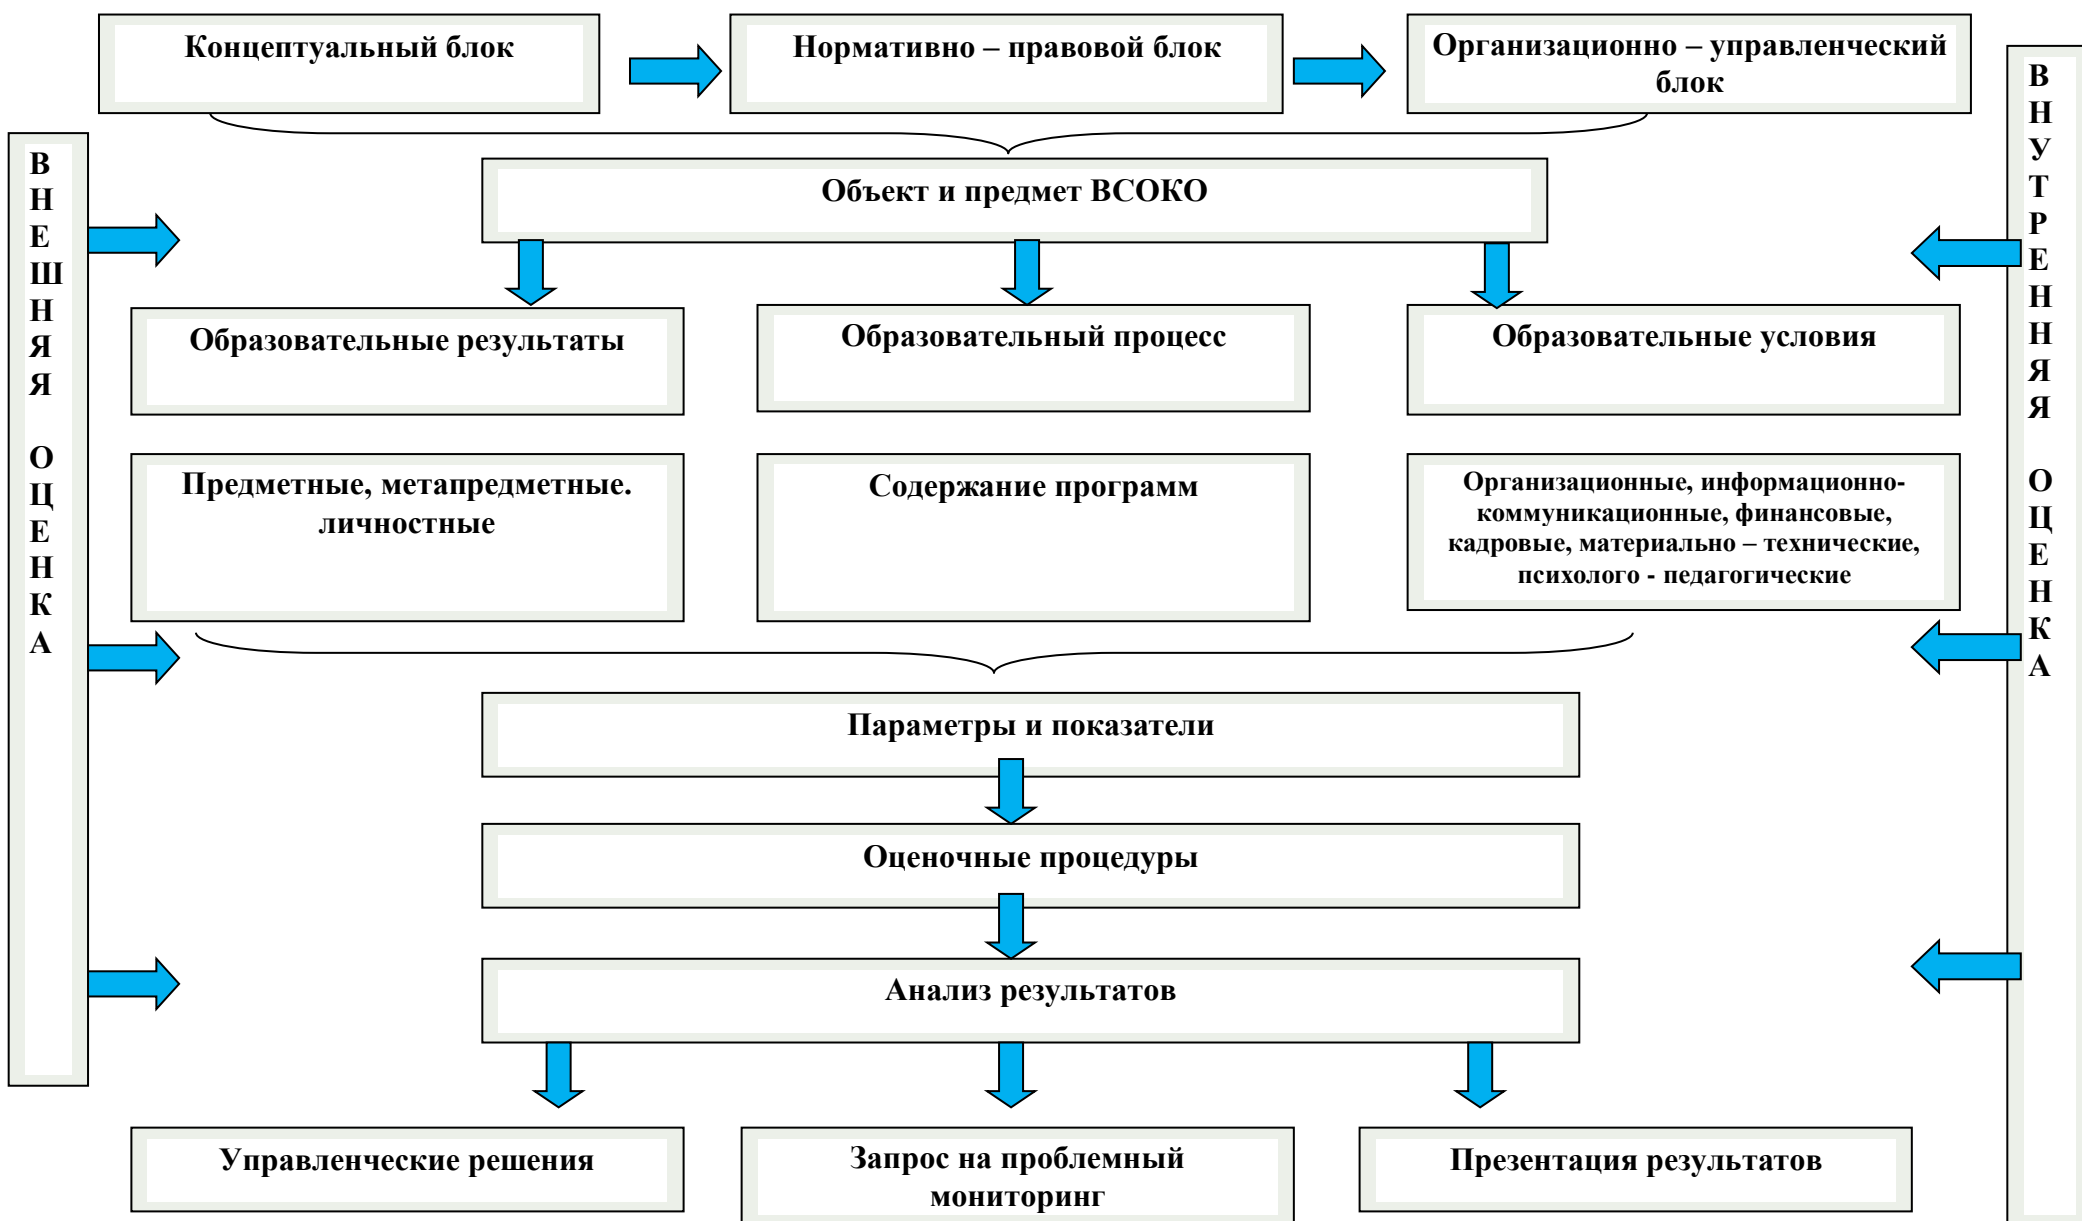 Концептуальный блок
Нормативно – правовой блок
Организационно – управленческий
блок
В
Н
Е
Ш
Н
Я
Я
О
Ц
Е
Н
К
А
В
Н
У
Т
Р
Е
Н
Н
Я
Я
О
Ц
Е
Н
К
А
Объект и предмет ВСОКО
Образовательные результаты
Образовательный процесс
Образовательные условия
Предметные, метапредметные.
личностные
Содержание программ
Организационные, информационно-
коммуникационные, финансовые,
кадровые, материально – технические,
психолого - педагогические
Параметры и показатели
Оценочные процедуры
Анализ результатов
Управленческие решения
Запрос на проблемный
мониторинг
Презентация результатов